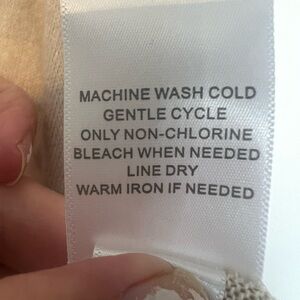 MACHINE WASH COLD
GENTLE CYCLE
ONLY NON-CHLORINE
BLEACH WHEN NEEDED
LINE DRY
WARM IRON IF NEEDED